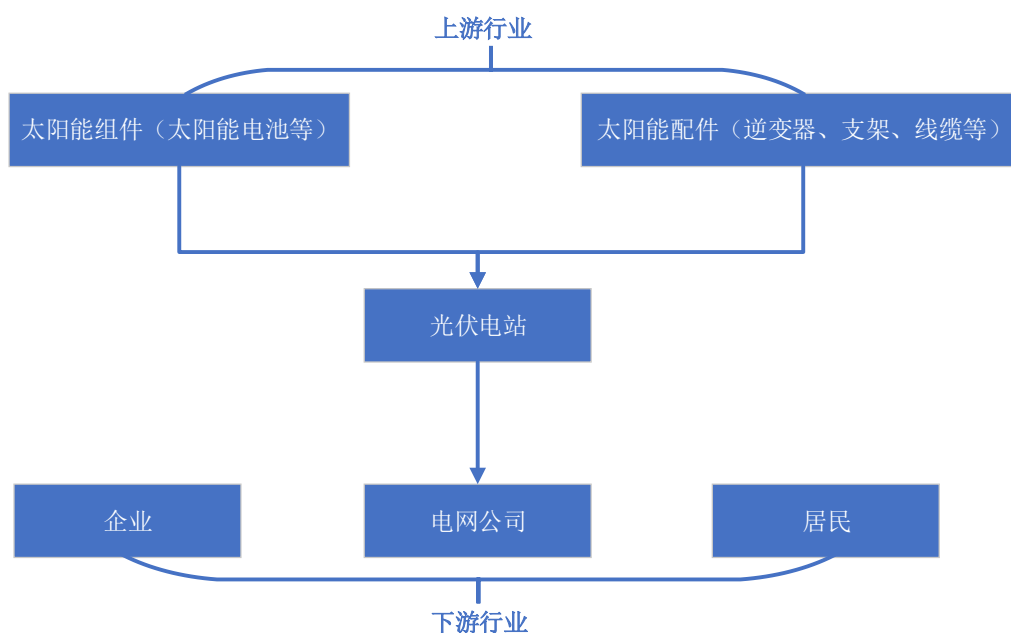 上游行业
太阳能组件（太阳能电池等）
太阳能配件（逆变器、支架、线缆等）
光伏电站
企业
电网公司
居民
下游行业